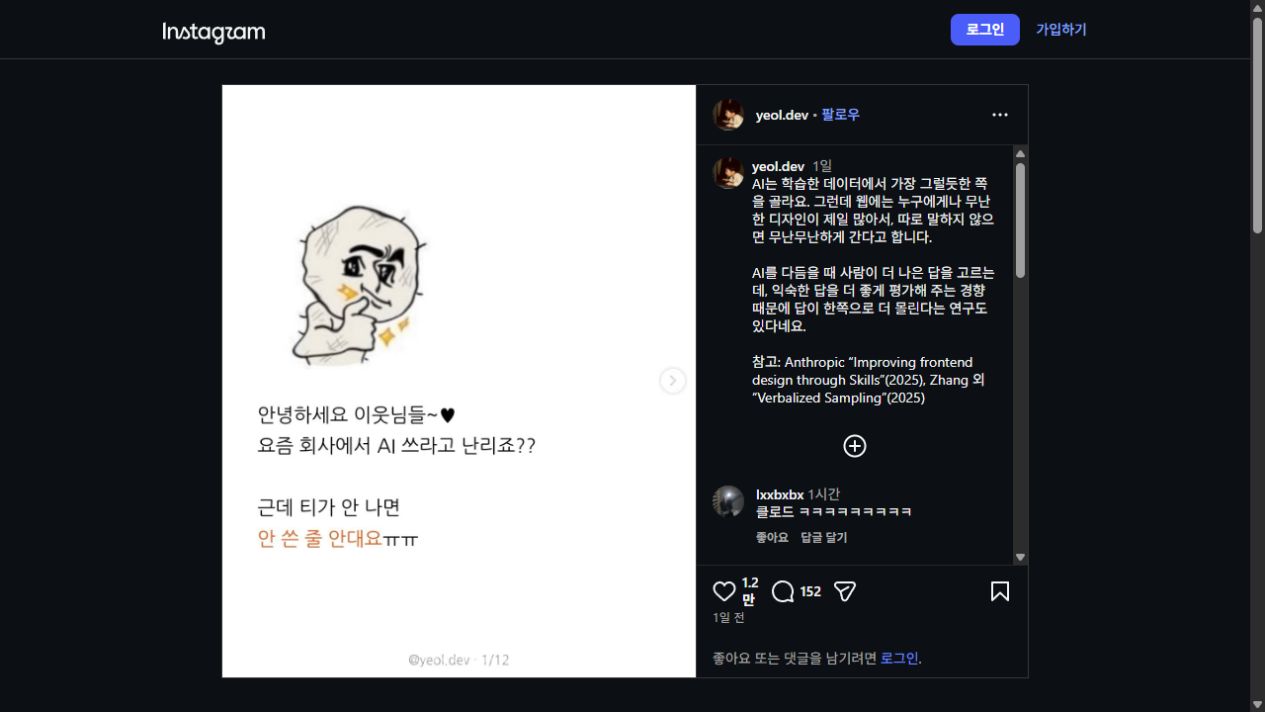 Instagram
로그인
가입하기
안녕하세요 이웃님들~♥
요즘 회사에서 AI 쓰라고 난리죠??
근데 티가 안 나면
안 쓴 줄 안대요ㅠㅠ
@yeol.dev · 1/12
yeol.dev • 팔로우
yeol.dev 1일
AI는 학습한 데이터에서 가장 그럴듯한 쪽
을 골라요. 그런데 웹에는 누구에게나 무난
한 디자인이 제일 많아서, 따로 말하지 않으
면 무난무난하게 간다고 합니다.
AI를 다듬을 때 사람이 더 나은 답을 고르는
데, 익숙한 답을 더 좋게 평가해 주는 경향
때문에 답이 한쪽으로 더 몰린다는 연구도
있다네요.
참고: Anthropic “Improving frontend
design through Skills”(2025), Zhang 외
“Verbalized Sampling”(2025)
lxxbxbx 1시간
클로드 ㅋㅋㅋㅋㅋㅋㅋㅋㅋ
좋아요 답글 달기
1.2
만
152
1일 전
좋아요 또는 댓글을 남기려면 로그인.